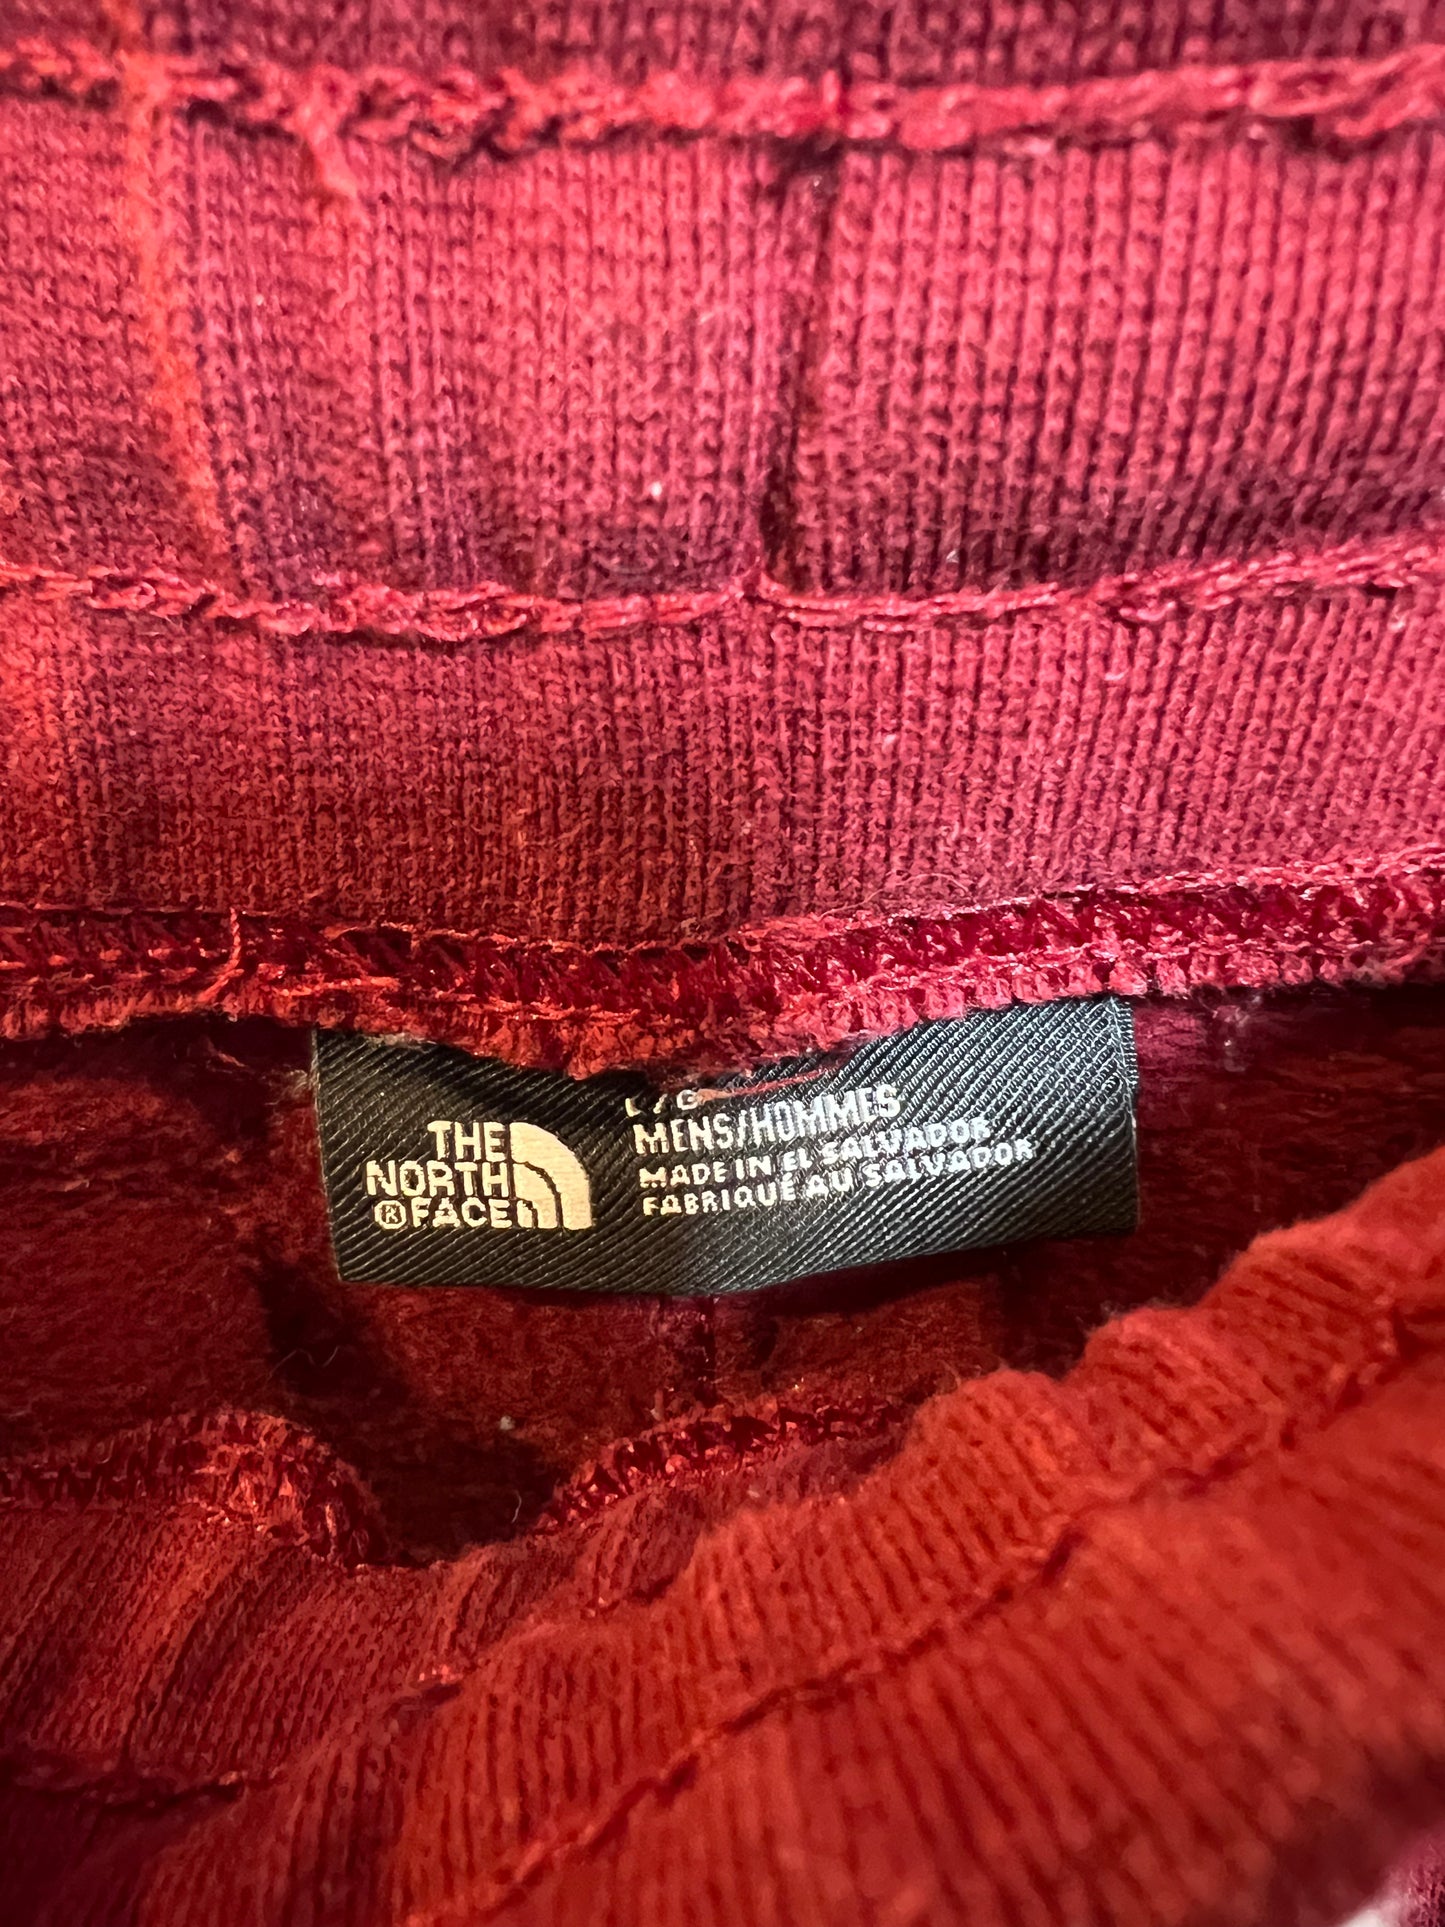 THE
NORTH
® FACE
L/G
MENS/HOMMES
MADE IN EL SALVADOR
FABRIQUÉ AU SALVADOR